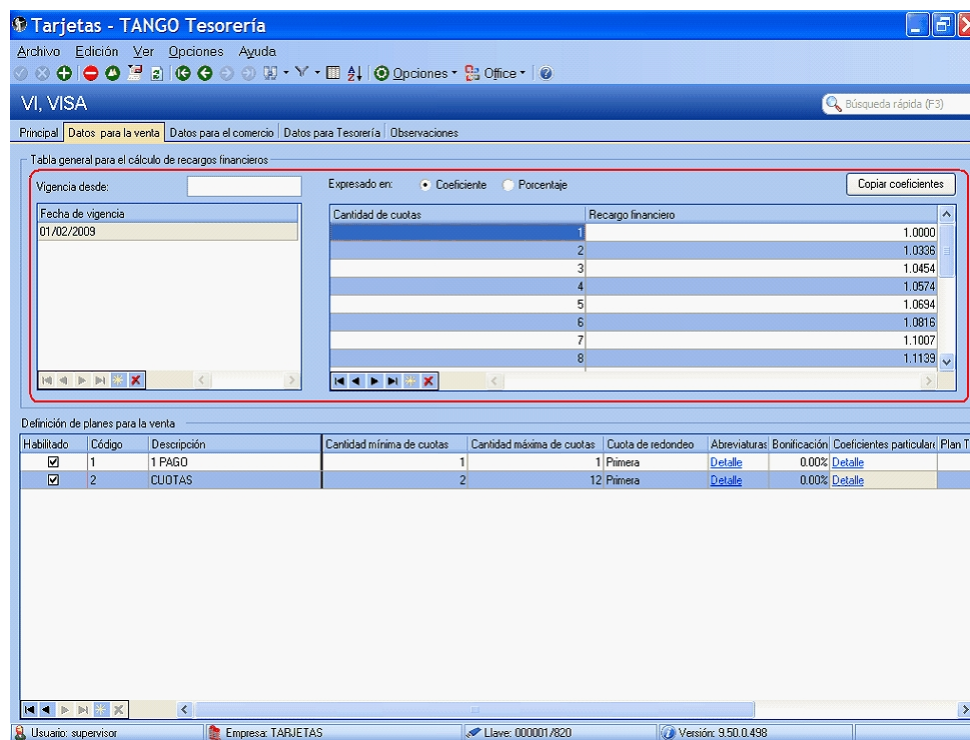 Tarjetas - TANGO Tesorería
Archivo Edición Ver Opciones Ayuda
Opciones Office
VI, VISA Búsqueda rápida (F3)
Principal Datos para la venta Datos para el comercio Datos para Tesorería Observaciones
Tabla general para el cálculo de recargos financieros
Vigencia desde: Expresado en: Coeficiente Porcentaje Copiar coeficientes
Fecha de vigencia Cantidad de cuotas Recargo financiero
01/02/2009 1 1.0000
2 1.0336
3 1.0454
4 1.0574
5 1.0694
6 1.0816
7 1.1007
8 1.1139
Definición de planes para la venta
Habilitado Código Descripción Cantidad mínima de cuotas Cantidad máxima de cuotas Cuota de redondeo Abreviaturas Bonificación Coeficientes particulare Plan T
1 1 PAGO 1 1 Primera Detalle 0.00% Detalle
2 CUOTAS 2 12 Primera Detalle 0.00% Detalle
Usuario: supervisor Empresa: TARJETAS Llave: 000001/820 Versión: 9.50.0.498